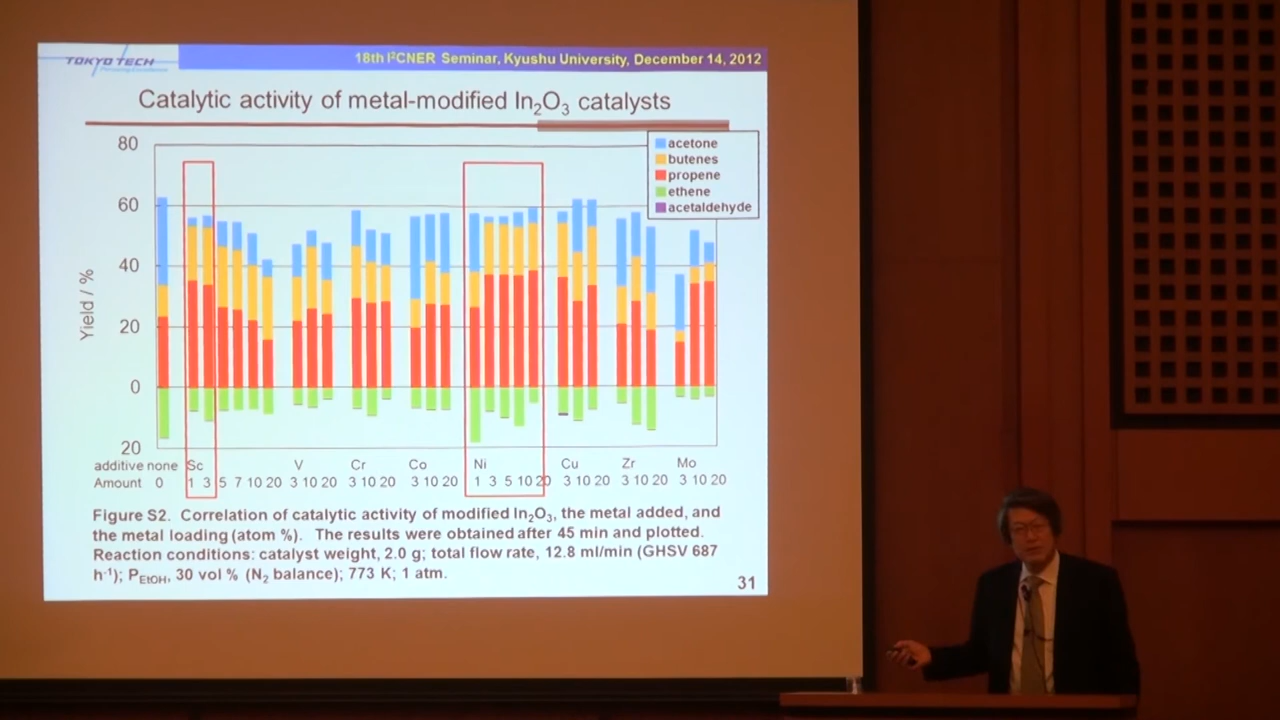 TOKYO TECH
Pursuing Excellence
18th I²CNER Seminar, Kyushu University, December 14, 2012
Catalytic activity of metal-modified In₂O₃ catalysts
acetone
butenes
propene
ethene
acetaldehyde
80
60
40
20
0
20
Yield / %
additive none Sc V Cr Co Ni Cu Zr Mo
Amount 0 1 3 5 7 10 20 3 10 20 3 10 20 3 10 20 1 3 5 10 20 3 10 20 3 10 20 3 10 20
Figure S2. Correlation of catalytic activity of modified In₂O₃, the metal added, and
the metal loading (atom %). The results were obtained after 45 min and plotted.
Reaction conditions: catalyst weight, 2.0 g; total flow rate, 12.8 ml/min (GHSV 687
h⁻¹); P_EtOH, 30 vol % (N₂ balance); 773 K; 1 atm.
31